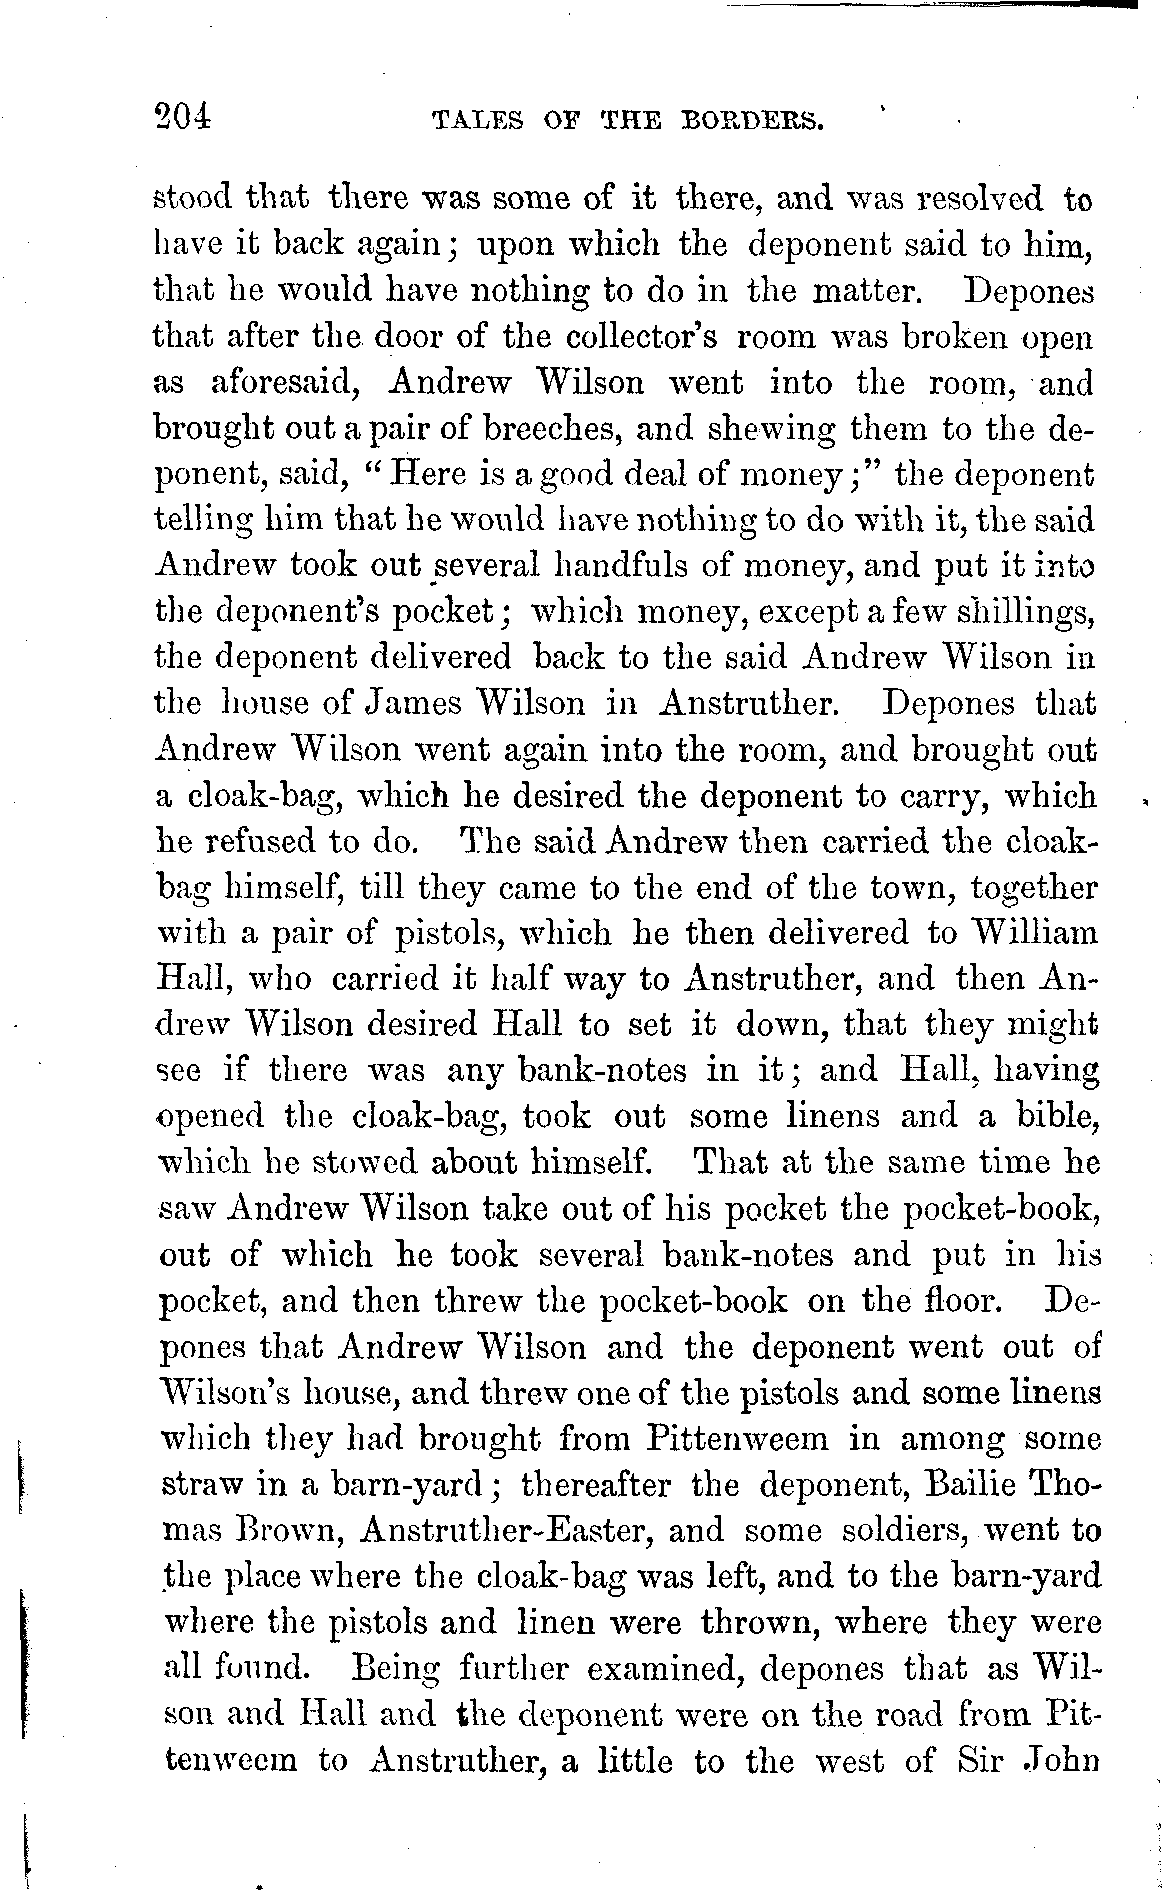 204 TALES OF THE BORDERS.
stood that there was some of it there, and was resolved to
have it back again; upon which the deponent said to him,
that he would have nothing to do in the matter. Depones
that after the door of the collector's room was broken open
as aforesaid, Andrew Wilson went into the room, and
brought out a pair of breeches, and shewing them to the de-
ponent, said, "Here is a good deal of money;" the deponent
telling him that he would have nothing to do with it, the said
Andrew took out several handfuls of money, and put it into
the deponent's pocket; which money, except a few shillings,
the deponent delivered back to the said Andrew Wilson in
the house of James Wilson in Anstruther. Depones that
Andrew Wilson went again into the room, and brought out
a cloak-bag, which he desired the deponent to carry, which
he refused to do. The said Andrew then carried the cloak-
bag himself, till they came to the end of the town, together
with a pair of pistols, which he then delivered to William
Hall, who carried it half way to Anstruther, and then An-
drew Wilson desired Hall to set it down, that they might
see if there was any bank-notes in it; and Hall, having
opened the cloak-bag, took out some linens and a bible,
which he stowed about himself. That at the same time he
saw Andrew Wilson take out of his pocket the pocket-book,
out of which he took several bank-notes and put in his
pocket, and then threw the pocket-book on the floor. De-
pones that Andrew Wilson and the deponent went out of
Wilson's house, and threw one of the pistols and some linens
which they had brought from Pittenweem in among some
straw in a barn-yard; thereafter the deponent, Bailie Tho-
mas Brown, Anstruther-Easter, and some soldiers, went to
the place where the cloak-bag was left, and to the barn-yard
where the pistols and linen were thrown, where they were
all found. Being further examined, depones that as Wil-
son and Hall and the deponent were on the road from Pit-
tenweem to Anstruther, a little to the west of Sir John